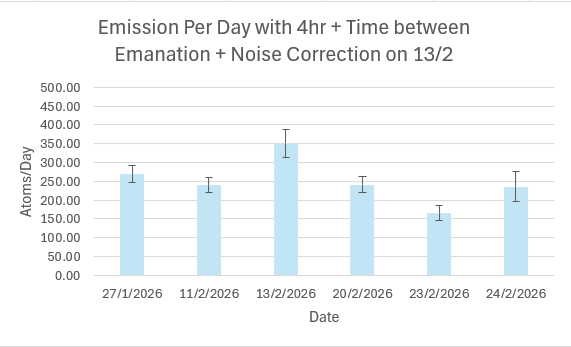 Emission Per Day with 4hr + Time between
Emanation + Noise Correction on 13/2
500.00
450.00
400.00
350.00
300.00
250.00
200.00
150.00
100.00
50.00
0.00
Atoms/Day
27/1/2026 11/2/2026 13/2/2026 20/2/2026 23/2/2026 24/2/2026
Date